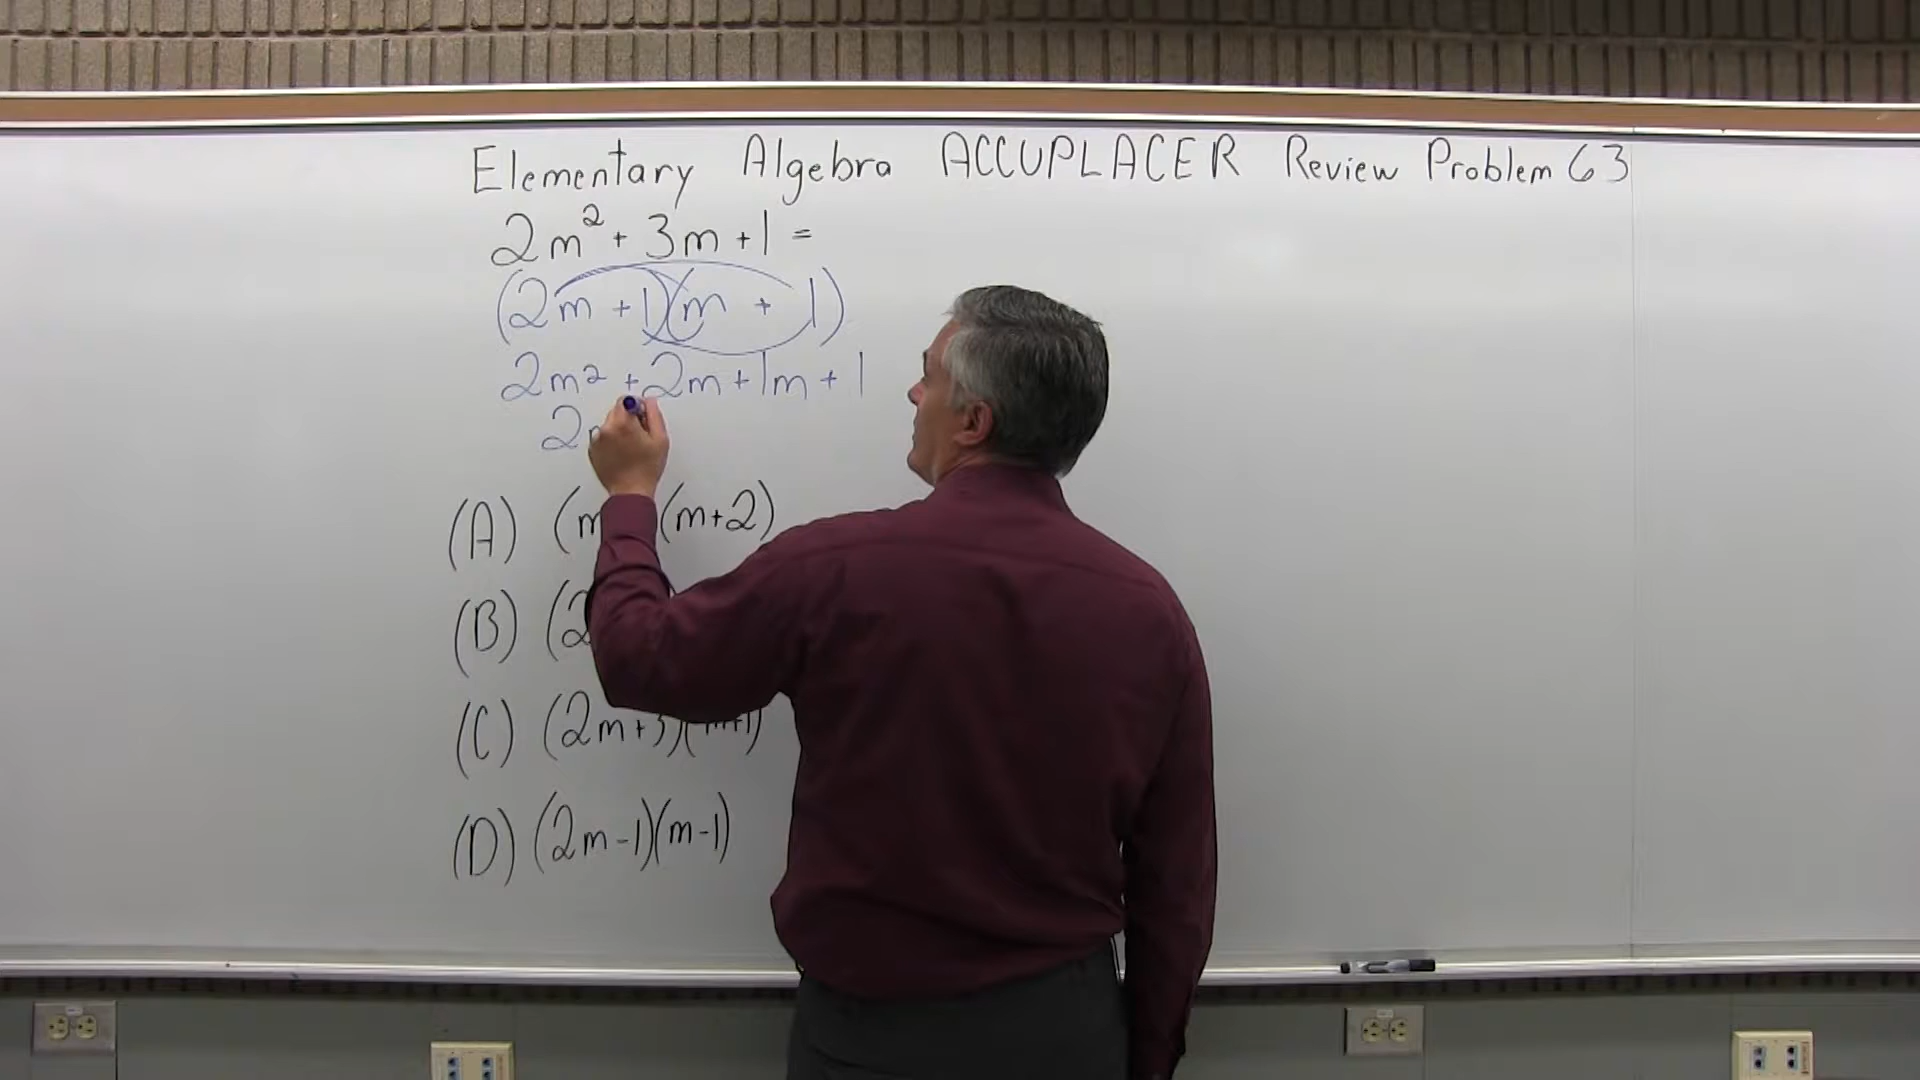 Elementary Algebra ACCUPLACER Review Problem 63
2m² + 3m + 1 =
(2m + 1)(m + 1)
2m² + 2m + 1m + 1
2
(A) (m (m+2)
(B) (2
(C) (2m+3)(m+1)
(D) (2m-1)(m-1)